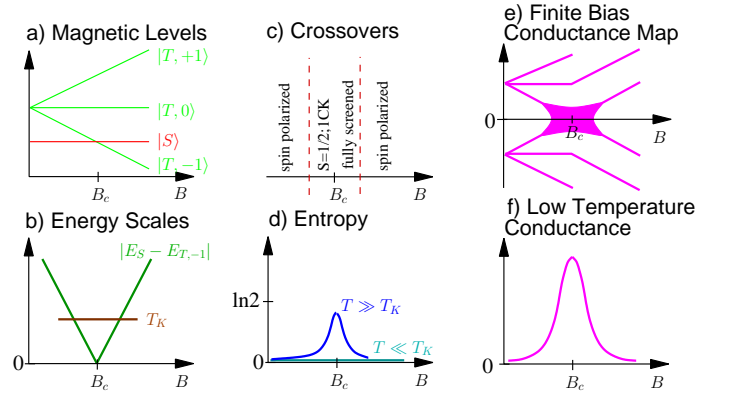 a) Magnetic Levels
|T, +1⟩
|T, 0⟩
|S⟩
|T, −1⟩
B_c
B
b) Energy Scales
|E_S − E_{T,−1}|
T_K
0
B_c
B
c) Crossovers
spin polarized
S=1/2;1CK
fully screened
spin polarized
B_c
B
d) Entropy
ln2
T ≫ T_K
T ≪ T_K
0
B_c
B
e) Finite Bias
Conductance Map
0
B_c
B
f) Low Temperature
Conductance
0
B_c
B